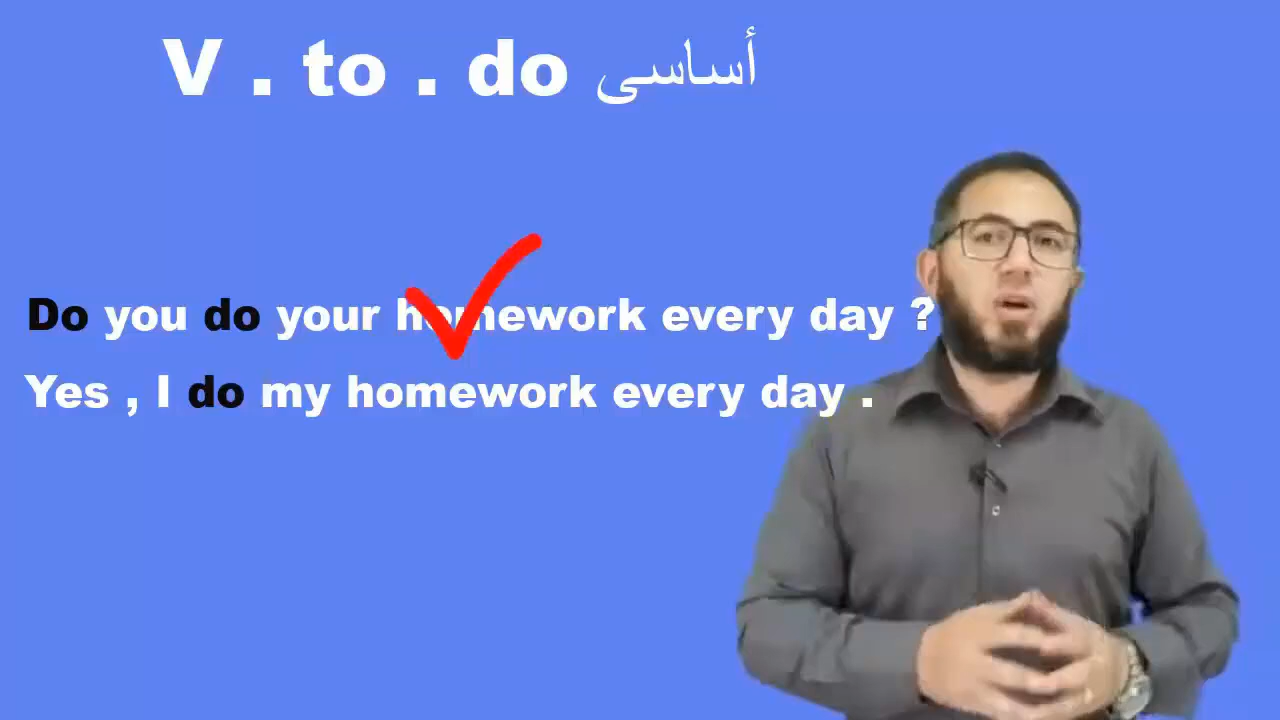 V . to . do أساسى
Do you do your homework every day ?
Yes , I do my homework every day .